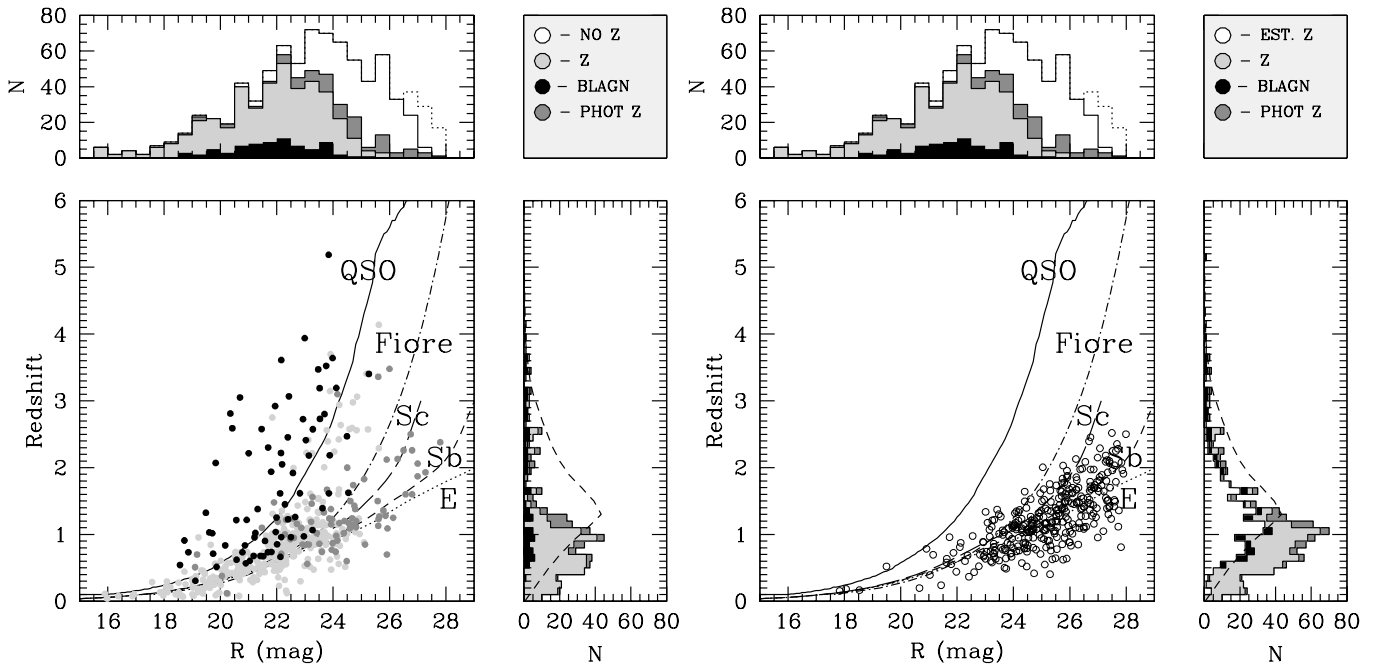 80
60
40
20
0
N
– NO Z
– Z
– BLAGN
– PHOT Z
80
60
40
20
0
N
– EST. Z
– Z
– BLAGN
– PHOT Z
6
5
4
3
2
1
0
Redshift
QSO
Fiore
Sc
Sb
E
16 18 20 22 24 26 28
R (mag)
0 20 40 60 80
N
6
5
4
3
2
1
0
Redshift
QSO
Fiore
Sc
Sb
E
16 18 20 22 24 26 28
R (mag)
0 20 40 60 80
N